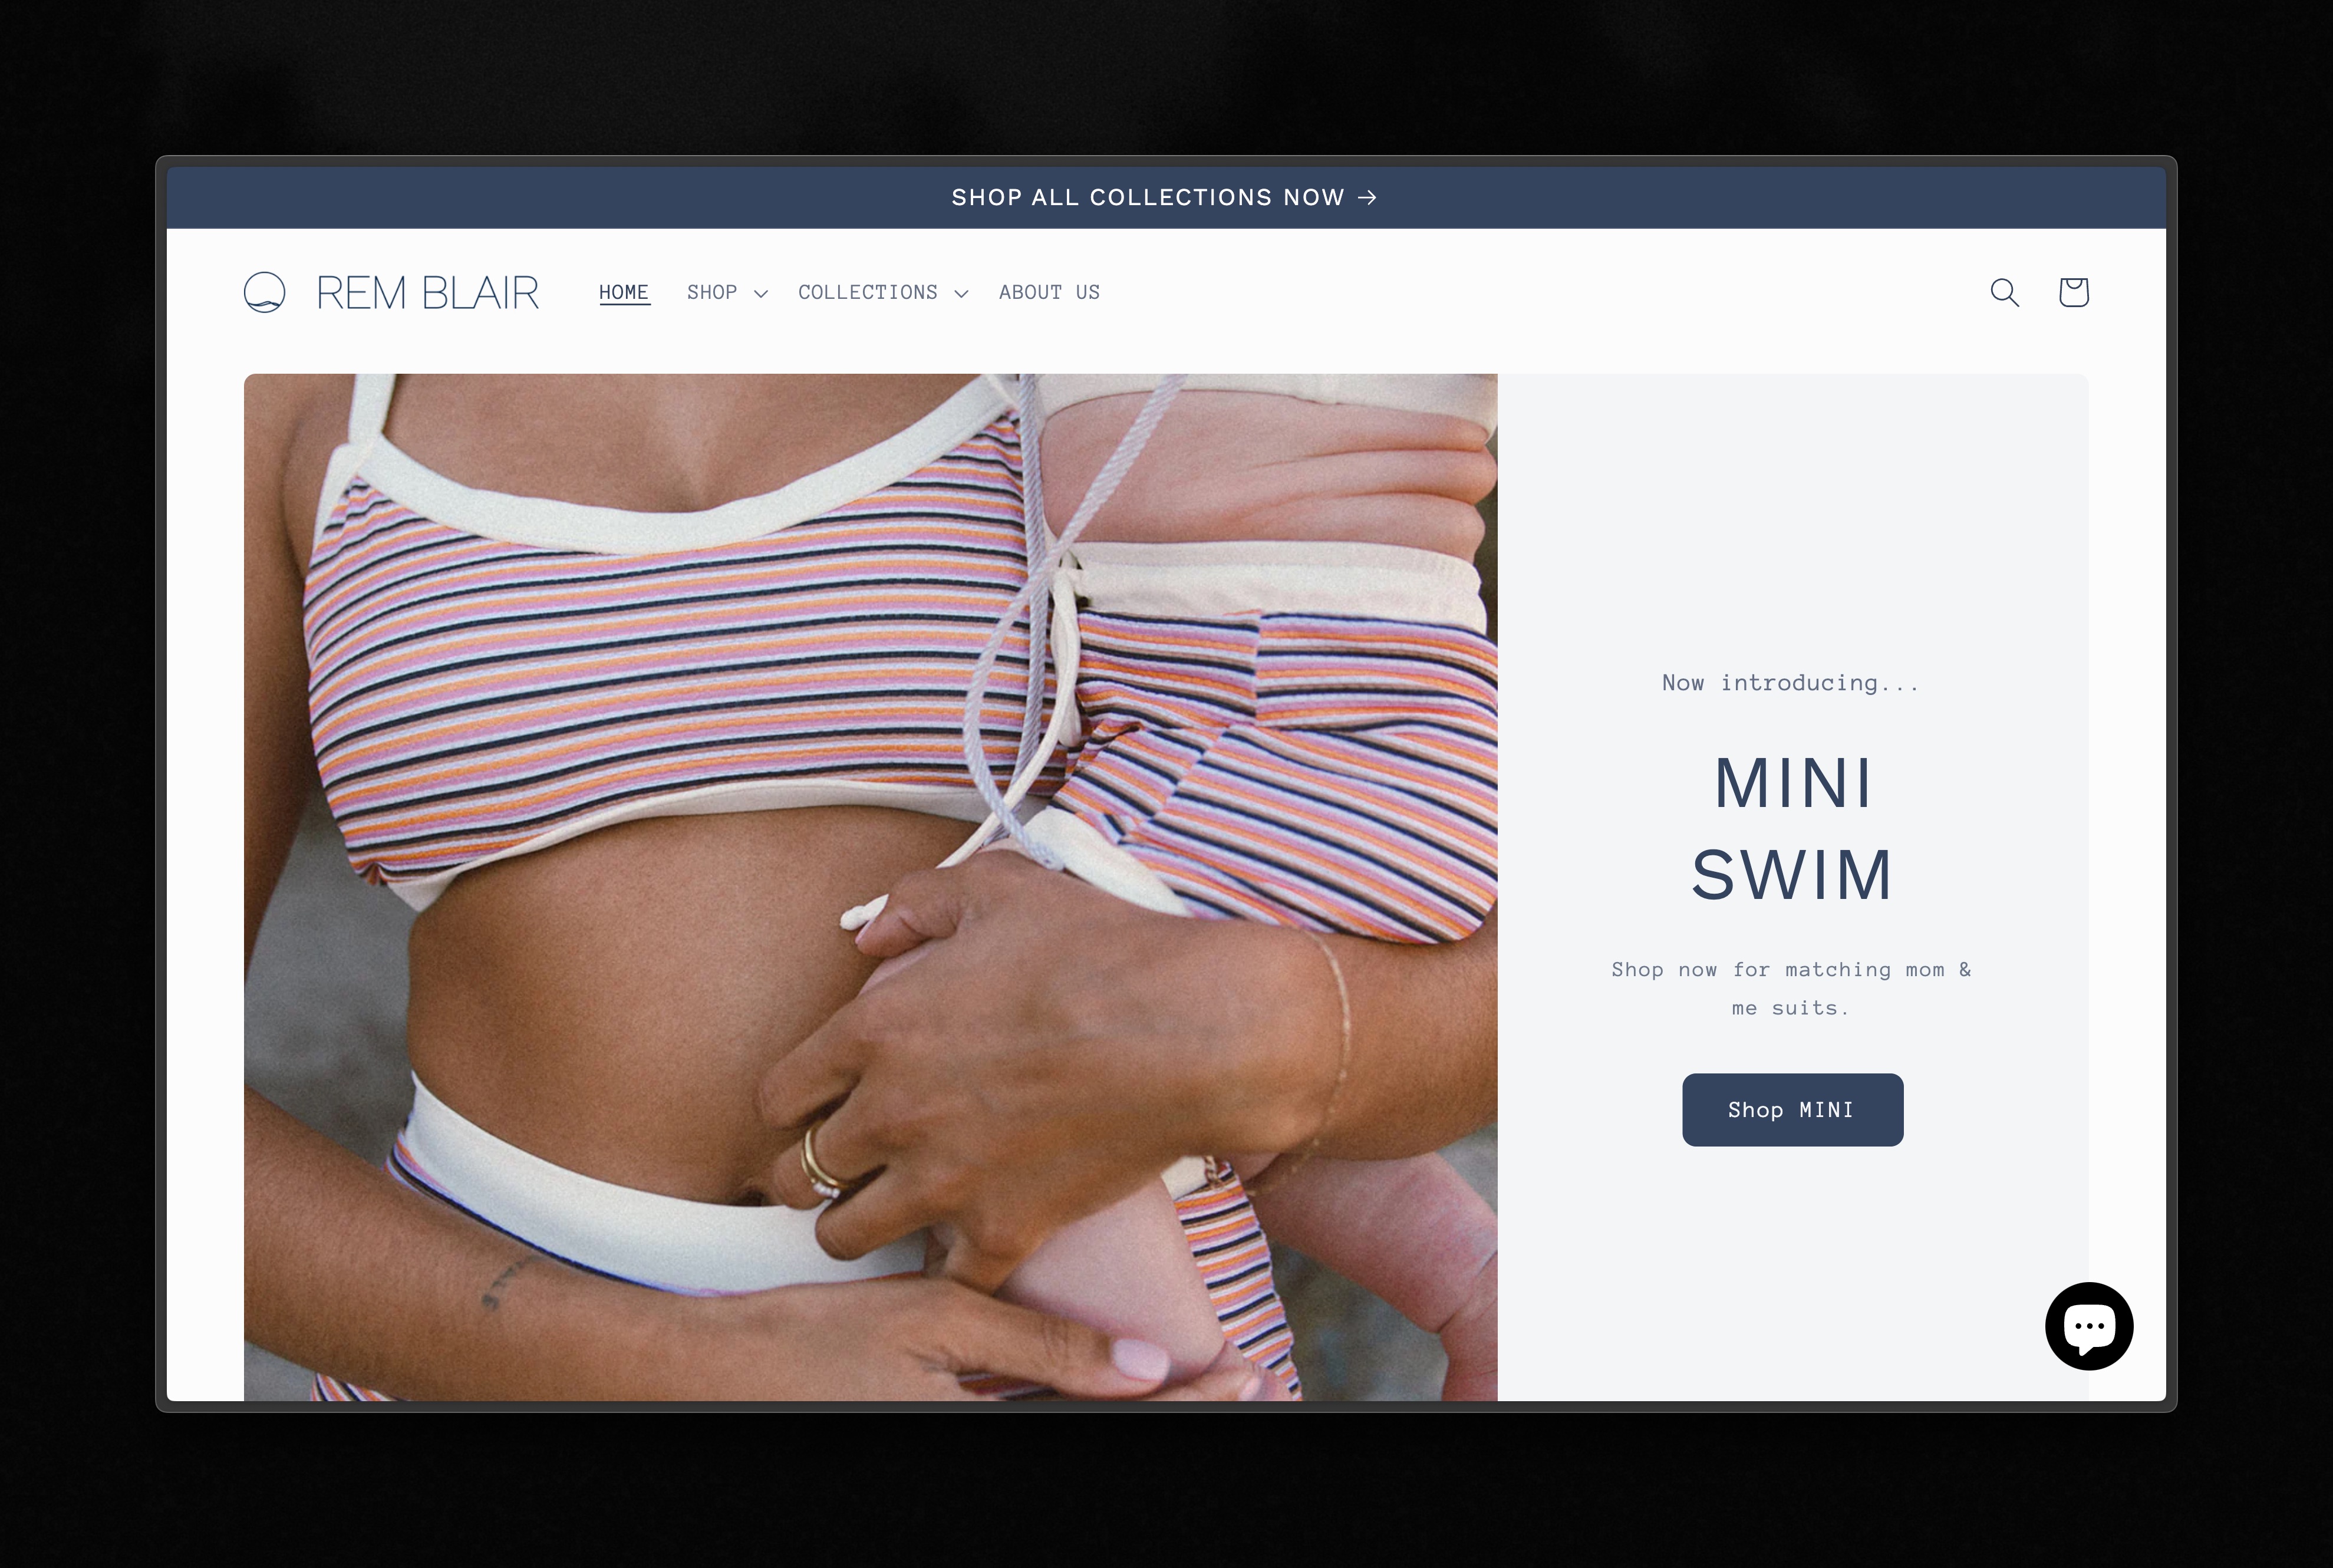 SHOP ALL COLLECTIONS NOW →
REM BLAIR
HOME SHOP COLLECTIONS ABOUT US
Now introducing...
MINI
SWIM
Shop now for matching mom &
me suits.
Shop MINI